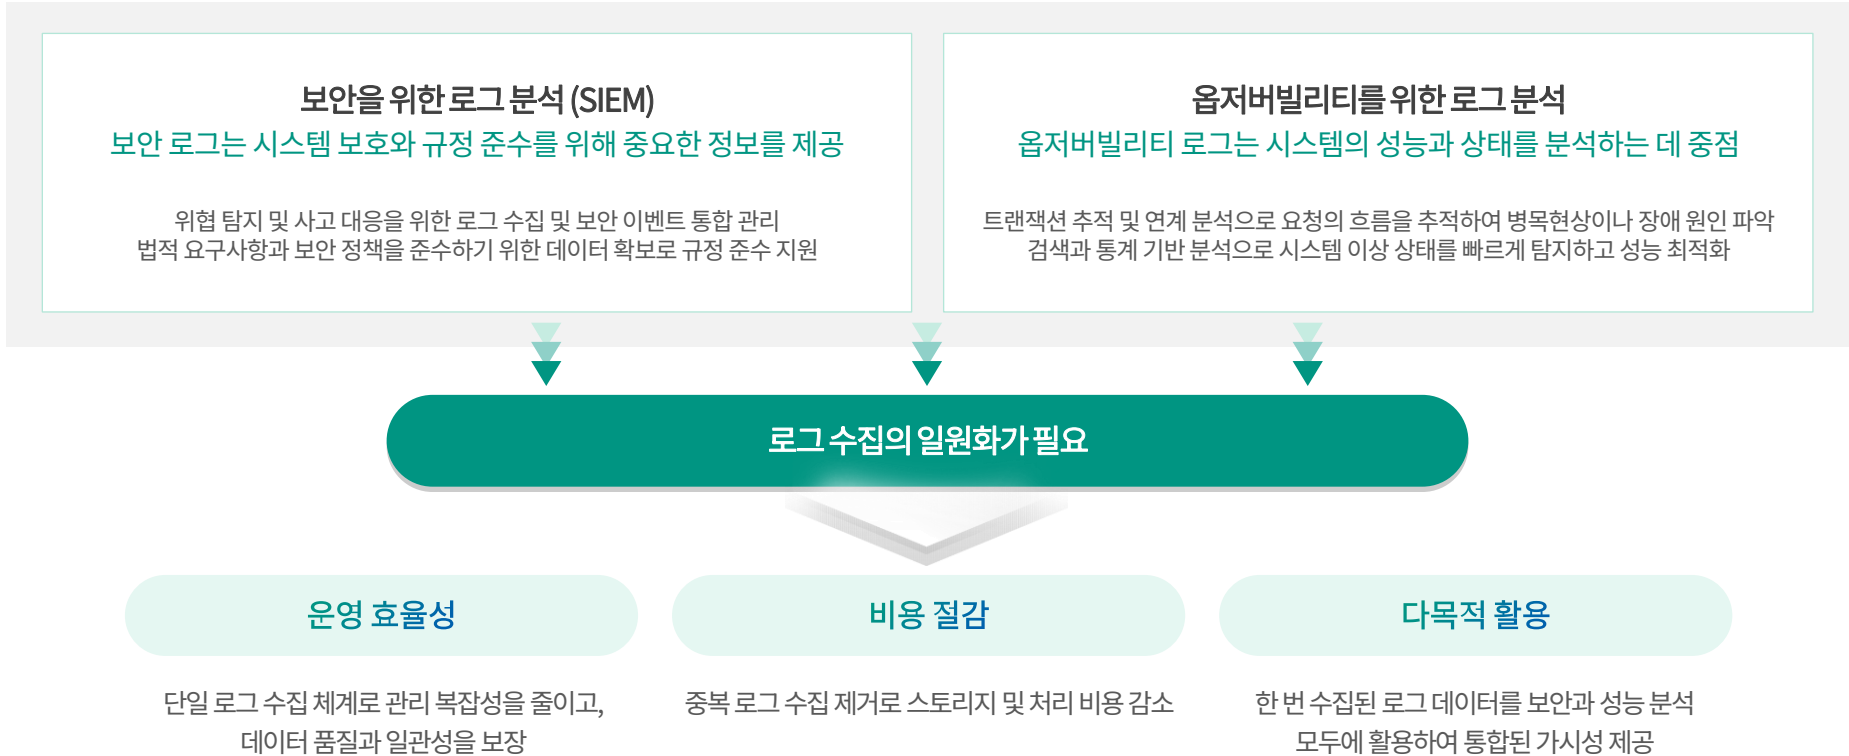 보안을 위한 로그 분석 (SIEM)
보안 로그는 시스템 보호와 규정 준수를 위해 중요한 정보를 제공
위협 탐지 및 사고 대응을 위한 로그 수집 및 보안 이벤트 통합 관리
법적 요구사항과 보안 정책을 준수하기 위한 데이터 확보로 규정 준수 지원
옵저버빌리티를 위한 로그 분석
옵저버빌리티 로그는 시스템의 성능과 상태를 분석하는 데 중점
트랜잭션 추적 및 연계 분석으로 요청의 흐름을 추적하여 병목현상이나 장애 원인 파악
검색과 통계 기반 분석으로 시스템 이상 상태를 빠르게 탐지하고 성능 최적화
로그 수집의 일원화가 필요
운영 효율성
단일 로그 수집 체계로 관리 복잡성을 줄이고,
데이터 품질과 일관성을 보장
비용 절감
중복 로그 수집 제거로 스토리지 및 처리 비용 감소
다목적 활용
한 번 수집된 로그 데이터를 보안과 성능 분석
모두에 활용하여 통합된 가시성 제공